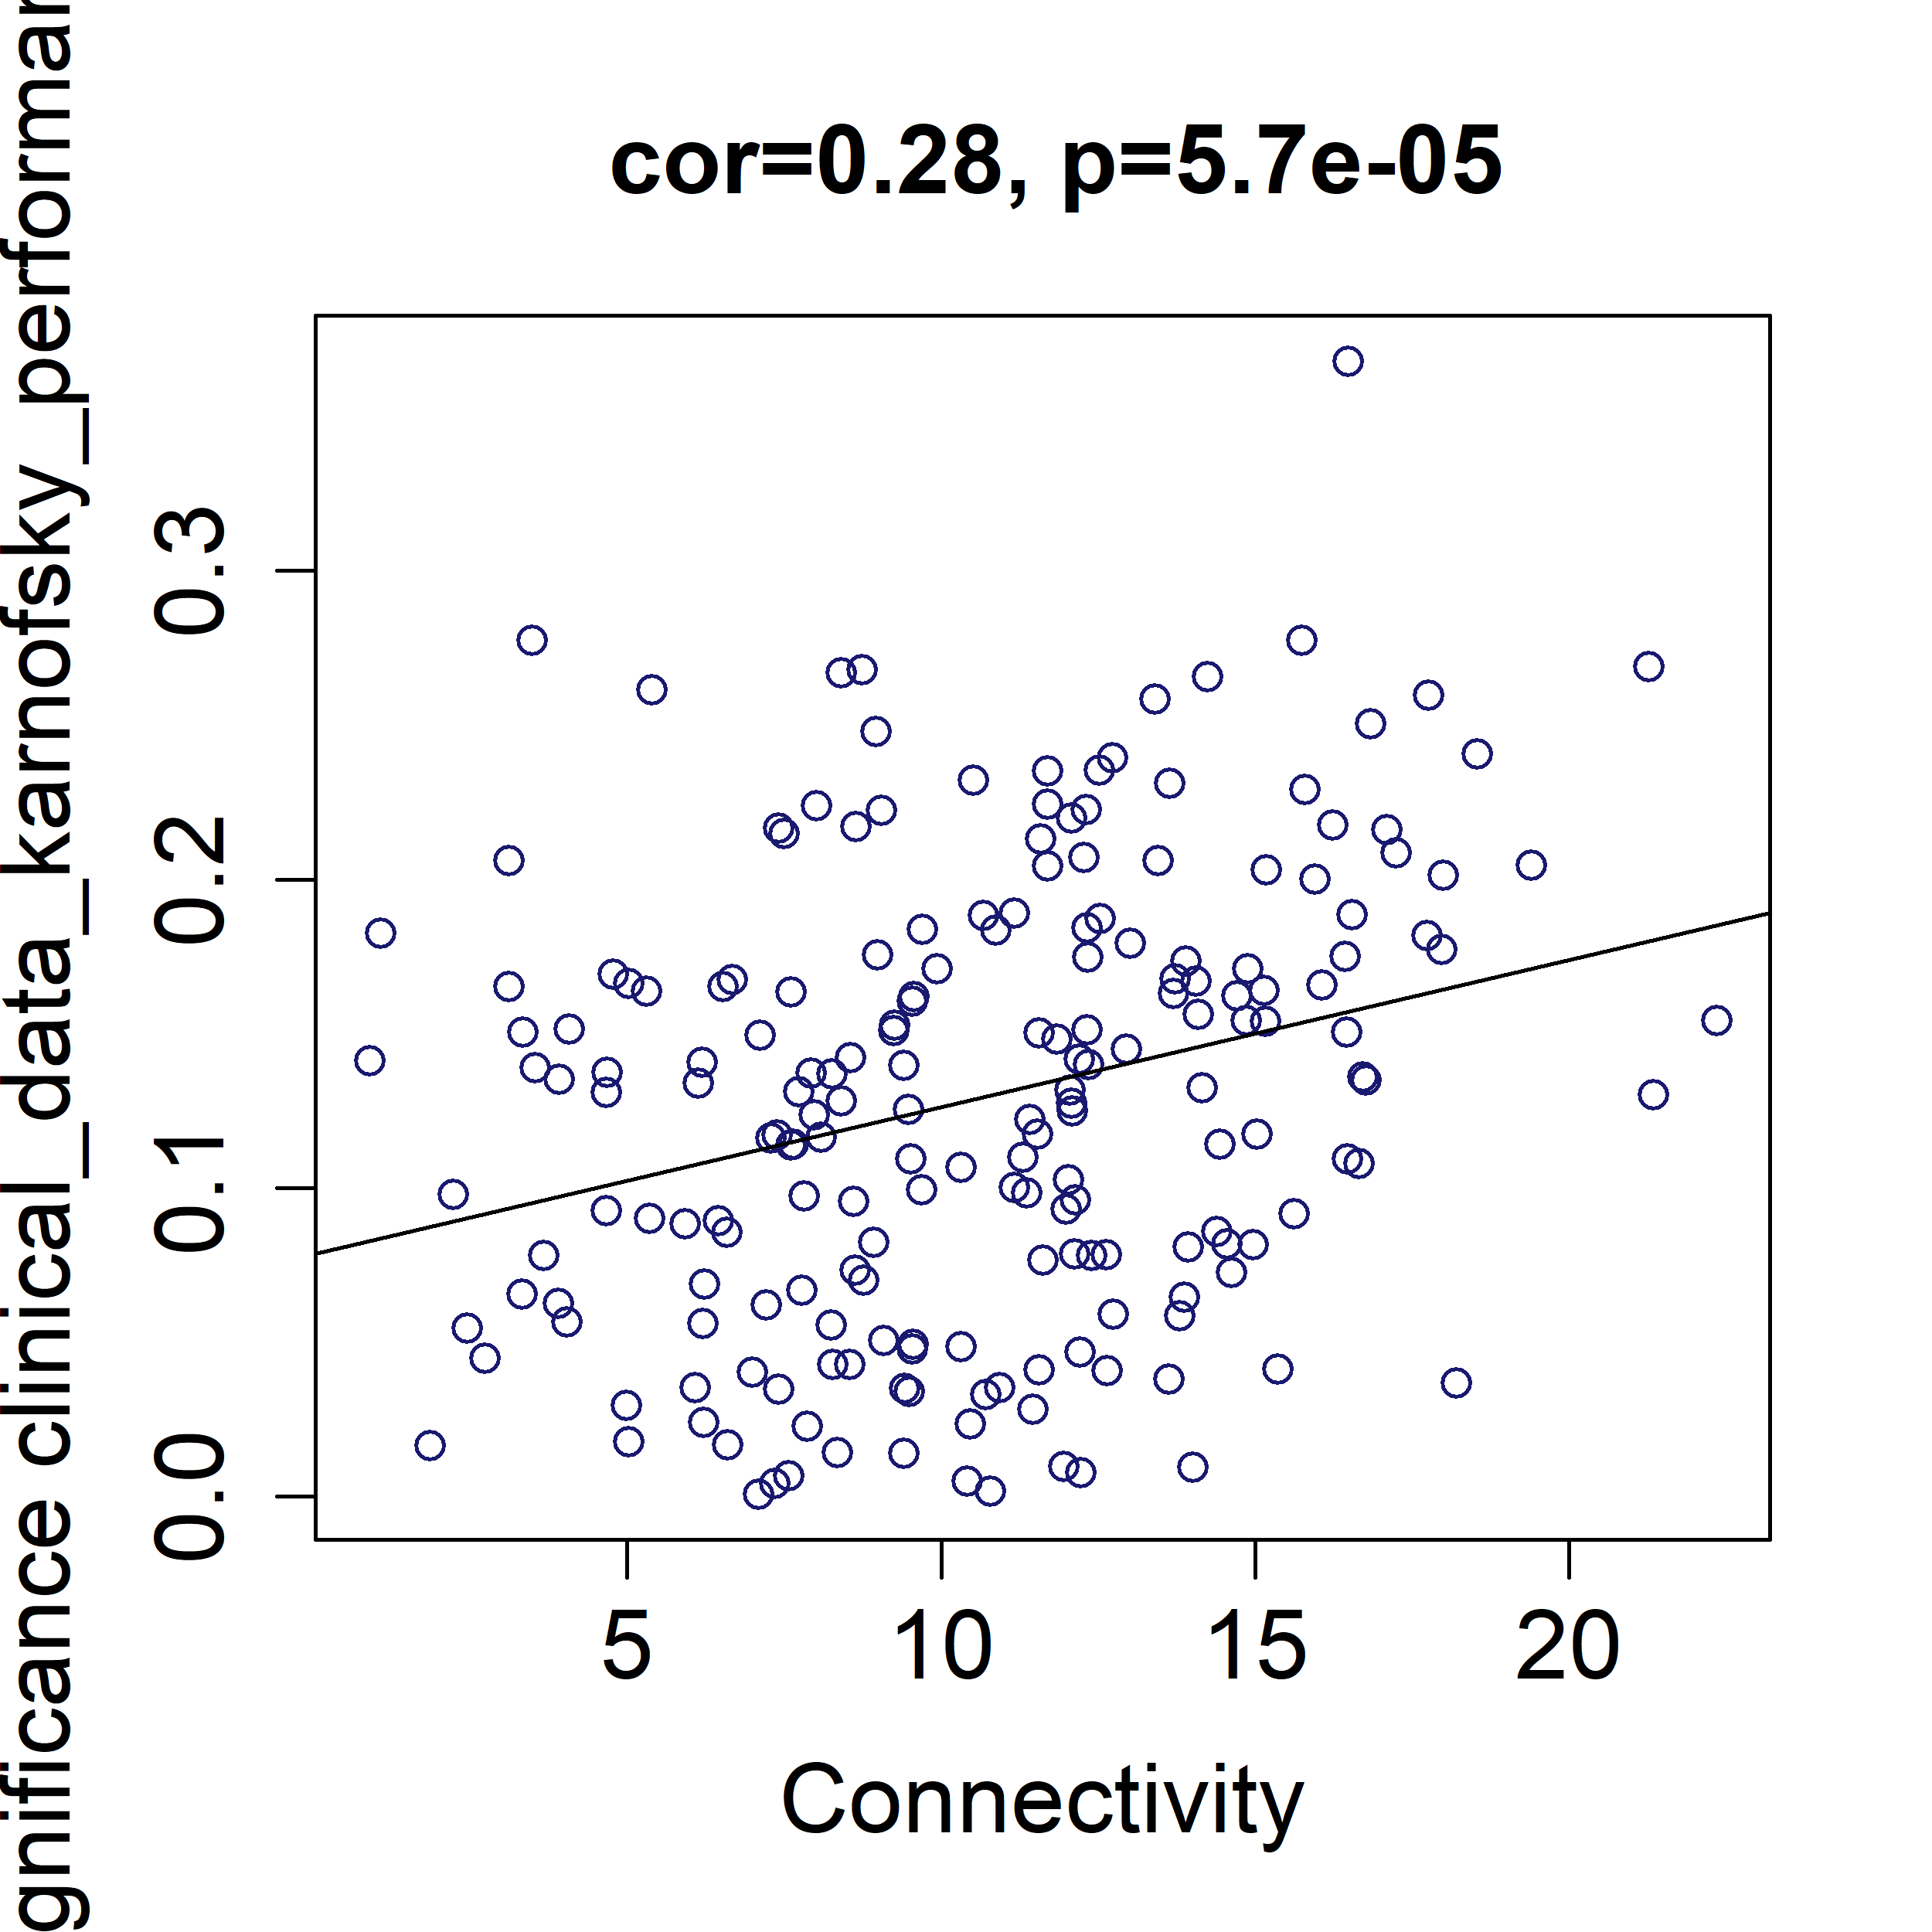 cor=0.28, p=5.7e-05
gnificance clinical_data_karnofsky_performan
0.3
0.2
0.1
0.0
5 10 15 20
Connectivity